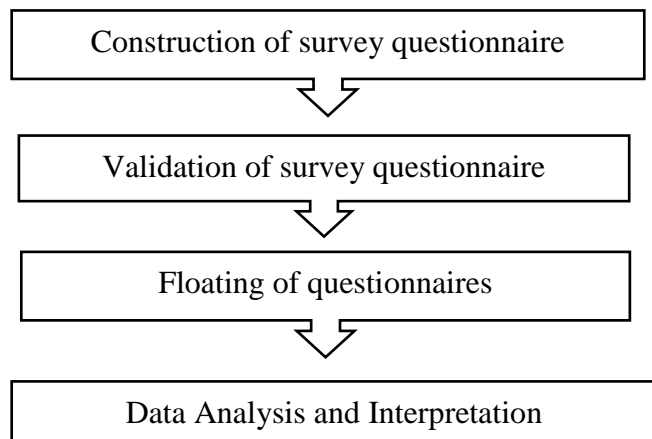 Construction of survey questionnaire
Validation of survey questionnaire
Floating of questionnaires
Data Analysis and Interpretation